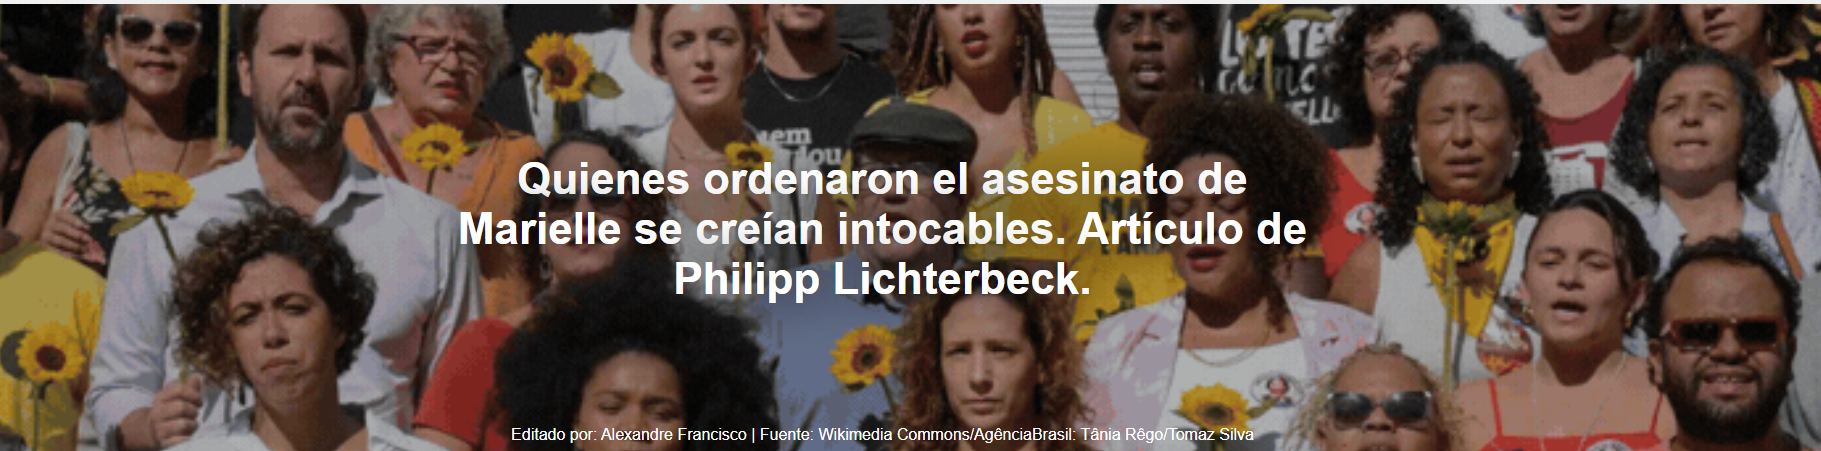 Quienes ordenaron el asesinato de
Marielle se creían intocables. Artículo de
Philipp Lichterbeck.
Editado por: Alexandre Francisco | Fuente: Wikimedia Commons/AgênciaBrasil: Tânia Rêgo/Tomaz Silva